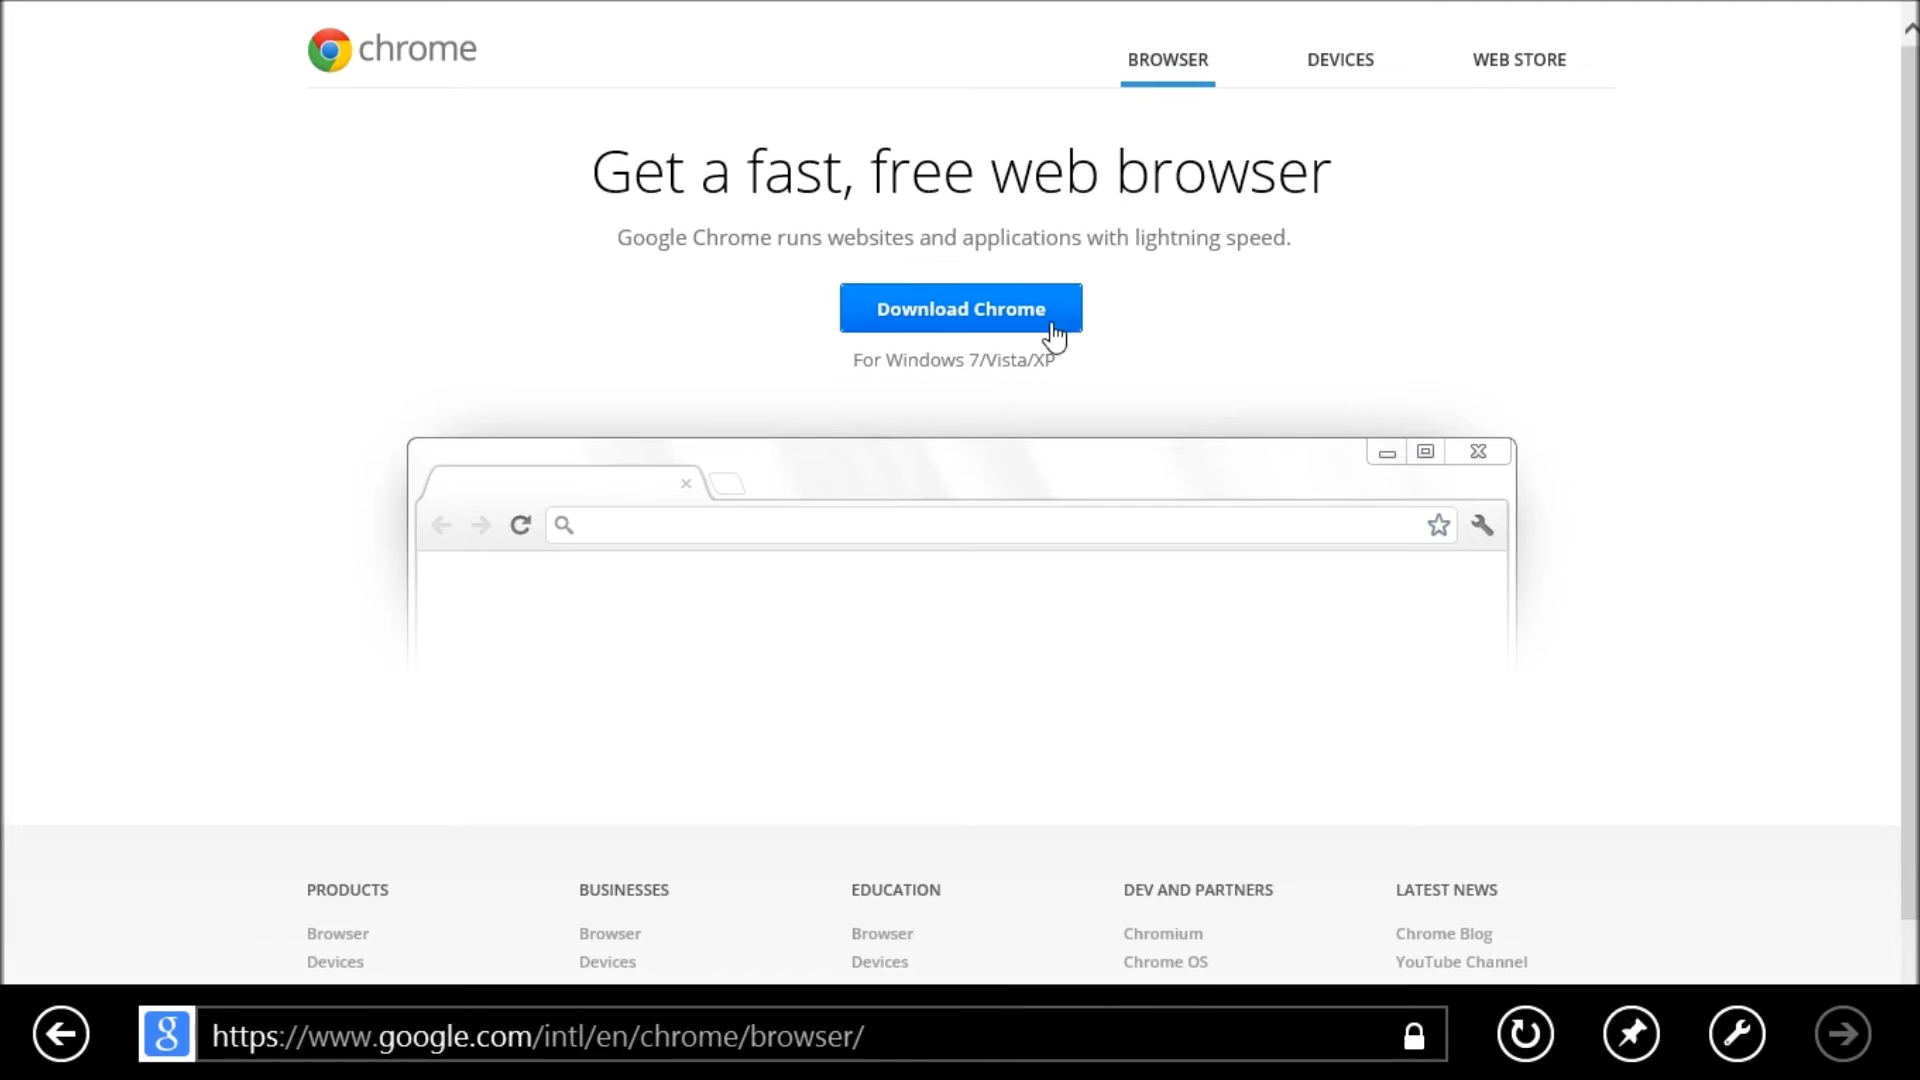 chrome
BROWSER DEVICES WEB STORE
Get a fast, free web browser
Google Chrome runs websites and applications with lightning speed.
Download Chrome
For Windows 7/Vista/XP
PRODUCTS BUSINESSES EDUCATION DEV AND PARTNERS LATEST NEWS
Browser Browser Browser Chromium Chrome Blog
Devices Devices Devices Chrome OS YouTube Channel
g https://www.google.com/intl/en/chrome/browser/